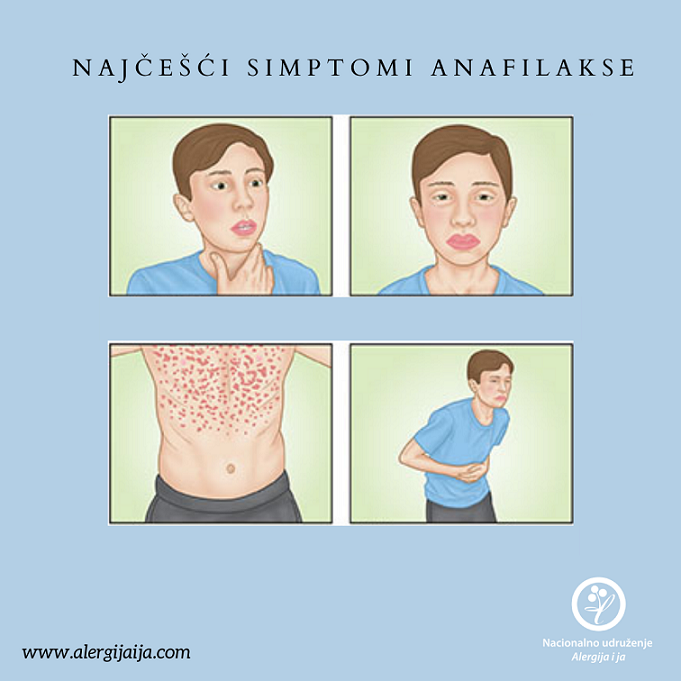 NAJČEŠĆI SIMPTOMI ANAFILAKSE
www.alergijaija.com
Nacionalno udruženje
Alergija i ja